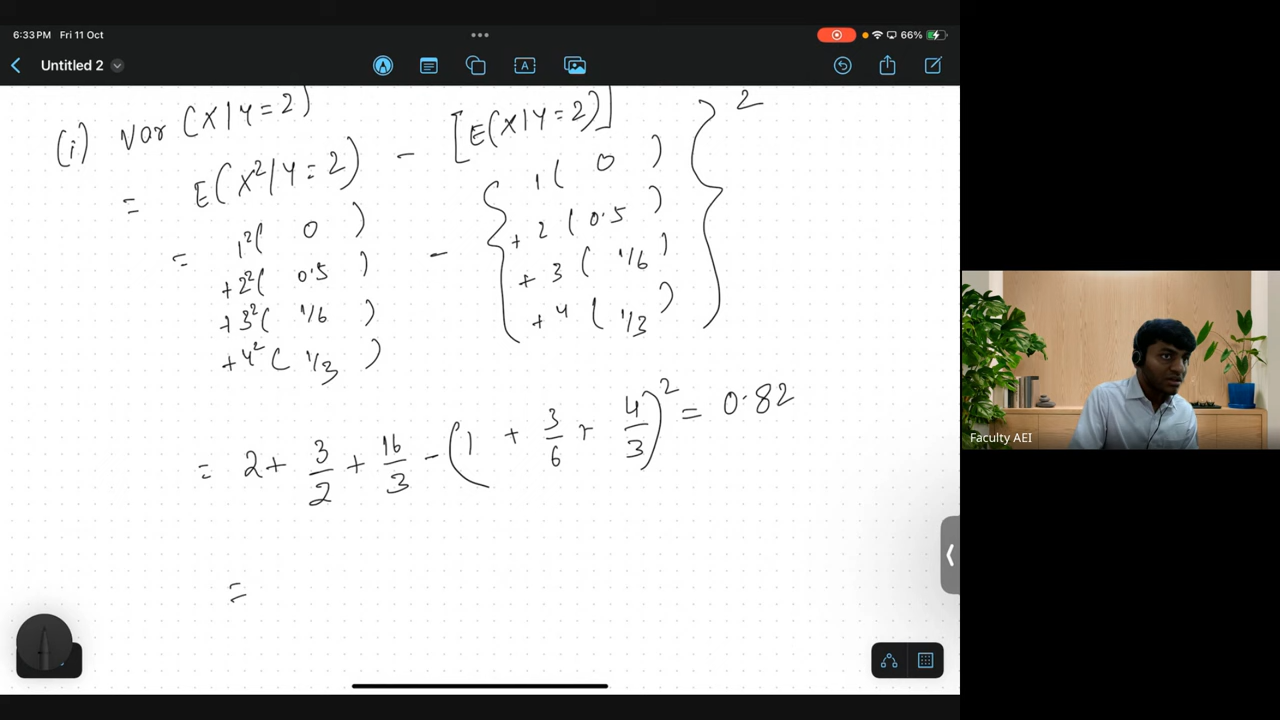 6:33 PM Fri 11 Oct
66%
Untitled 2
A
(i) Var (X|Y=2)
= E(X²|Y=2) - [E(X|Y=2)]²
= 1²( 0 ) - { 1( 0 )
+2²( 0.5 ) + 2 ( 0.5 )
+3²( 1/6 ) + 3 ( 1/6 )
+4² ( 1/3 ) + 4 ( 1/3 ) }
= 2+ 3/2 + 16/3 - (1 + 3/6 + 4/3)² = 0.82
=
Faculty AEI